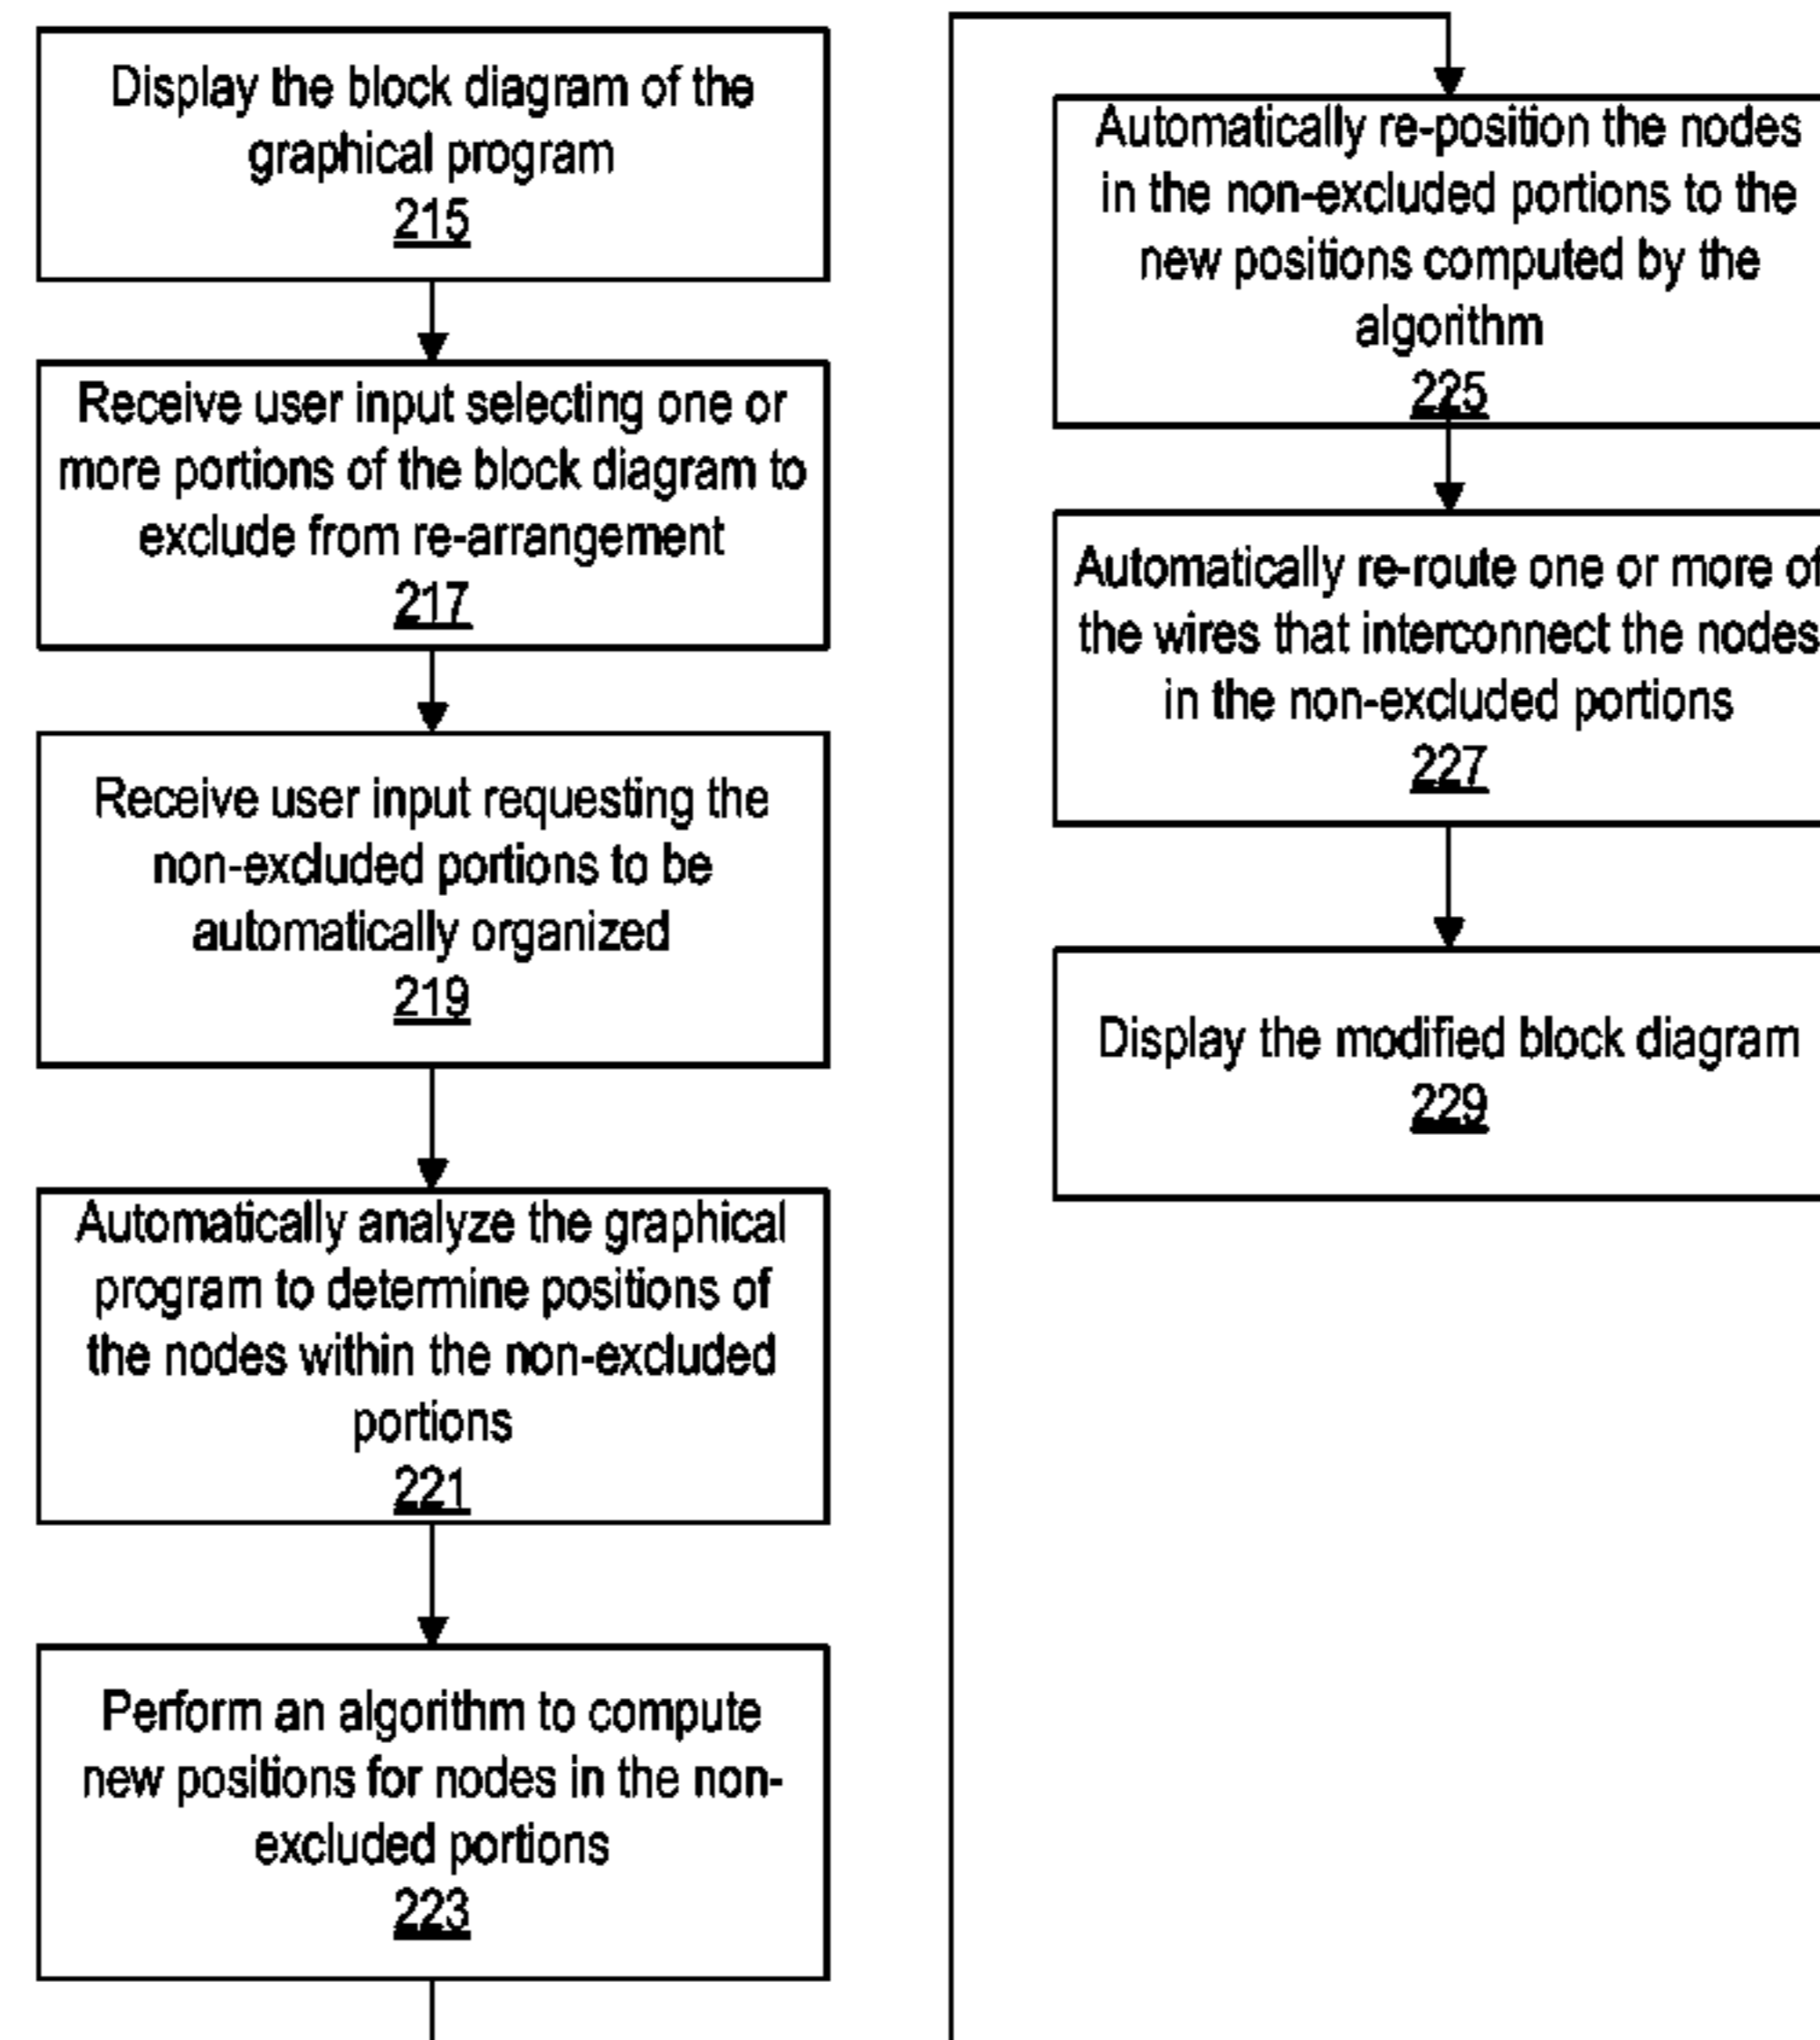 Display the block diagram of the
graphical program
215
Receive user input selecting one or
more portions of the block diagram to
exclude from re-arrangement
217
Receive user input requesting the
non-excluded portions to be
automatically organized
219
Automatically analyze the graphical
program to determine positions of
the nodes within the non-excluded
portions
221
Perform an algorithm to compute
new positions for nodes in the non-
excluded portions
223
Automatically re-position the nodes
in the non-excluded portions to the
new positions computed by the
algorithm
225
Automatically re-route one or more of
the wires that interconnect the nodes
in the non-excluded portions
227
Display the modified block diagram
229